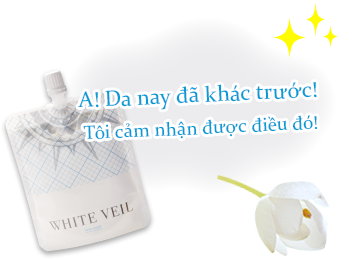 A! Da nay đã khác trước!
Tôi cảm nhận được điều đó!
WHITE VEIL